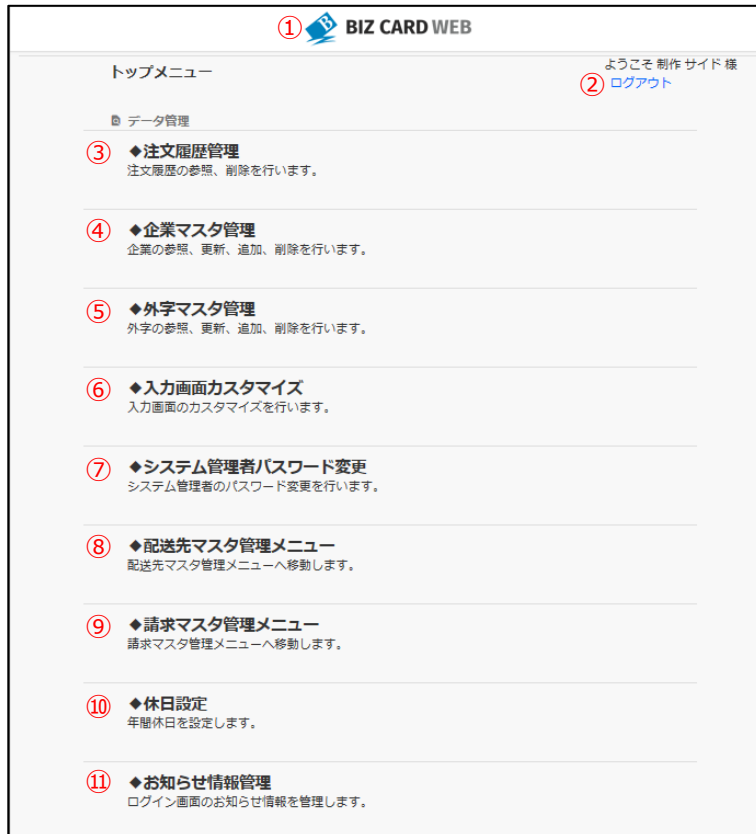 ① BIZ CARD WEB
トップメニュー
ようこそ 制作 サイド 様
② ログアウト
データ管理
③ ◆注文履歴管理
注文履歴の参照、削除を行います。
④ ◆企業マスタ管理
企業の参照、更新、追加、削除を行います。
⑤ ◆外字マスタ管理
外字の参照、更新、追加、削除を行います。
⑥ ◆入力画面カスタマイズ
入力画面のカスタマイズを行います。
⑦ ◆システム管理者パスワード変更
システム管理者のパスワード変更を行います。
⑧ ◆配送先マスタ管理メニュー
配送先マスタ管理メニューへ移動します。
⑨ ◆請求マスタ管理メニュー
請求マスタ管理メニューへ移動します。
⑩ ◆休日設定
年間休日を設定します。
⑪ ◆お知らせ情報管理
ログイン画面のお知らせ情報を管理します。